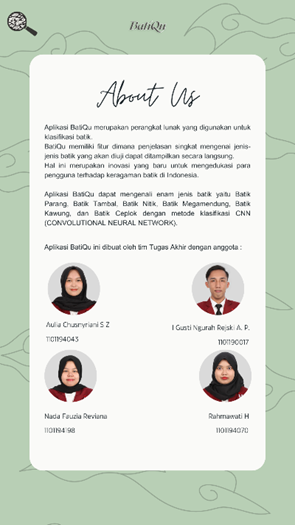 BatiQu
About Us
Aplikasi BatiQu merupakan perangkat lunak yang digunakan untuk
klasifikasi batik.
BatiQu memiliki fitur dimana penjelasan singkat mengenai jenis-
jenis batik yang akan diuji dapat ditampilkan secara langsung.
Hal ini merupakan inovasi yang baru untuk mengedukasi para
pengguna terhadap keragaman batik di Indonesia.
Aplikasi BatiQu dapat mengenali enam jenis batik yaitu Batik
Parang, Batik Tambal, Batik Nitik, Batik Megamendung, Batik
Kawung, dan Batik Ceplok dengan metode klasifikasi CNN
(CONVOLUTIONAL NEURAL NETWORK).
Aplikasi BatiQu ini dibuat oleh tim Tugas Akhir dengan anggota :
Aulia Chusnyriani S Z
1101194043
I Gusti Ngurah Rejski A. P.
1101190017
Nada Fauzia Reviana
1101194198
Rahmawati H
1101194070